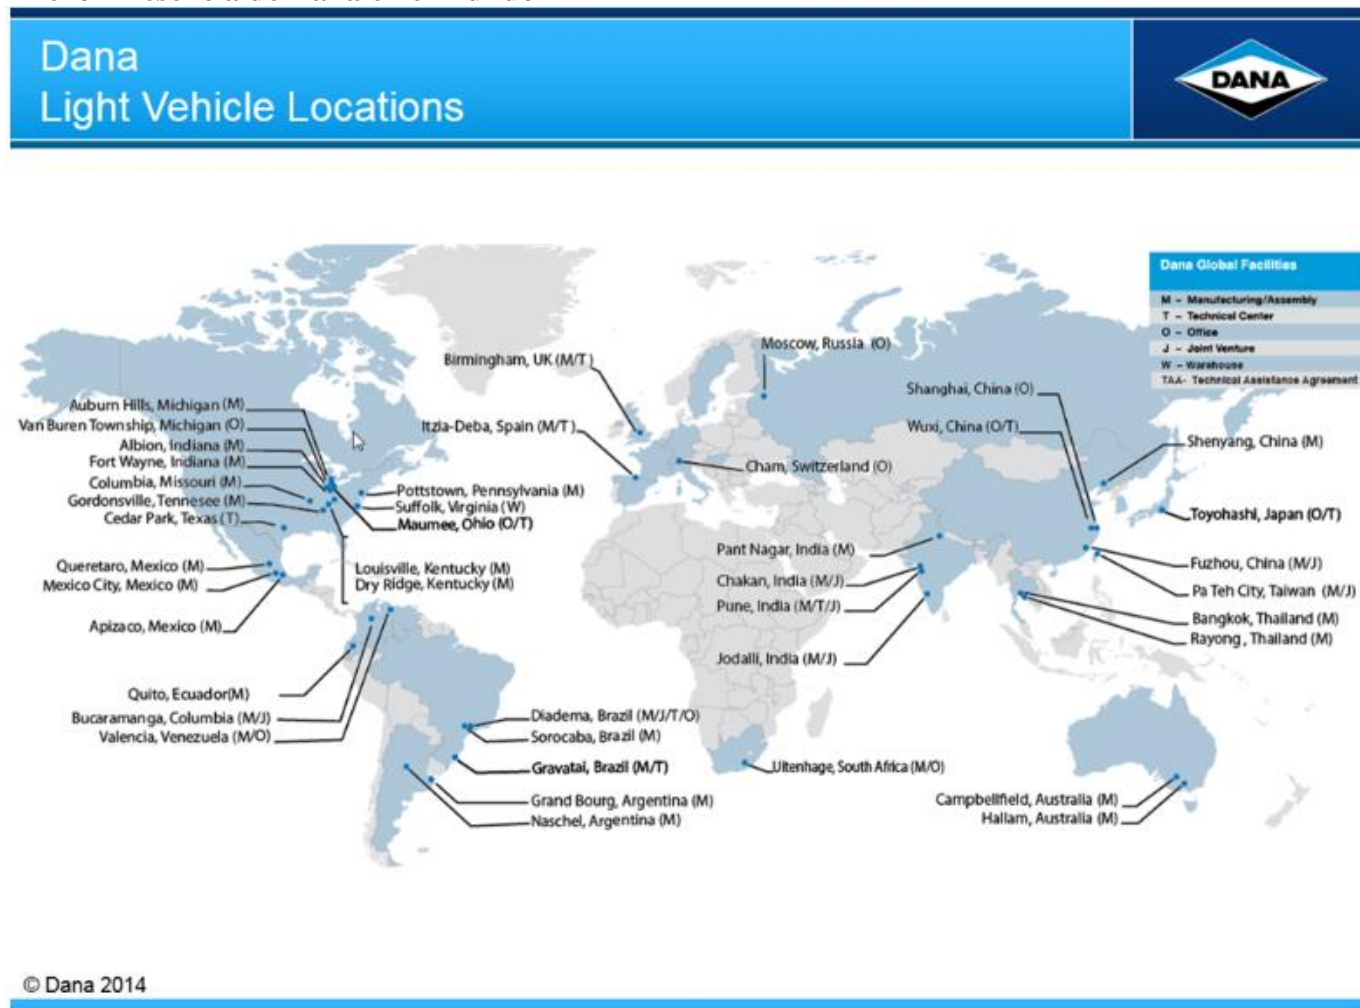 Dana
Light Vehicle Locations
DANA
Dana Global Facilities
M – Manufacturing/Assembly
T – Technical Center
O – Office
J – Joint Venture
W – Warehouse
TAA- Technical Assistance Agreement
Moscow, Russia (O)
Birmingham, UK (M/T)
Itzia-Deba, Spain (M/T)
Cham, Switzerland (O)
Shanghai, China (O)
Wuxi, China (O/T)
Shenyang, China (M)
Toyohashi, Japan (O/T)
Fuzhou, China (M/J)
Pa Teh City, Taiwan (M/J)
Bangkok, Thailand (M)
Rayong, Thailand (M)
Auburn Hills, Michigan (M)
Van Buren Township, Michigan (O)
Albion, Indiana (M)
Fort Wayne, Indiana (M)
Columbia, Missouri (M)
Gordonsville, Tennesee (M)
Cedar Park, Texas (T)
Pottstown, Pennsylvania (M)
Suffolk, Virginia (W)
Maumee, Ohio (O/T)
Louisville, Kentucky (M)
Dry Ridge, Kentucky (M)
Queretaro, Mexico (M)
Mexico City, Mexico (M)
Apizaco, Mexico (M)
Pant Nagar, India (M)
Chakan, India (M/J)
Pune, India (M/T/J)
Jodalli, India (M/J)
Quito, Ecuador(M)
Bucaramanga, Columbia (M/J)
Valencia, Venezuela (M/O)
Diadema, Brazil (M/J/T/O)
Sorocaba, Brazil (M)
Gravatai, Brazil (M/T)
Grand Bourg, Argentina (M)
Naschel, Argentina (M)
Uitenhage, South Africa (M/O)
Campbellfield, Australia (M)
Hallam, Australia (M)
© Dana 2014